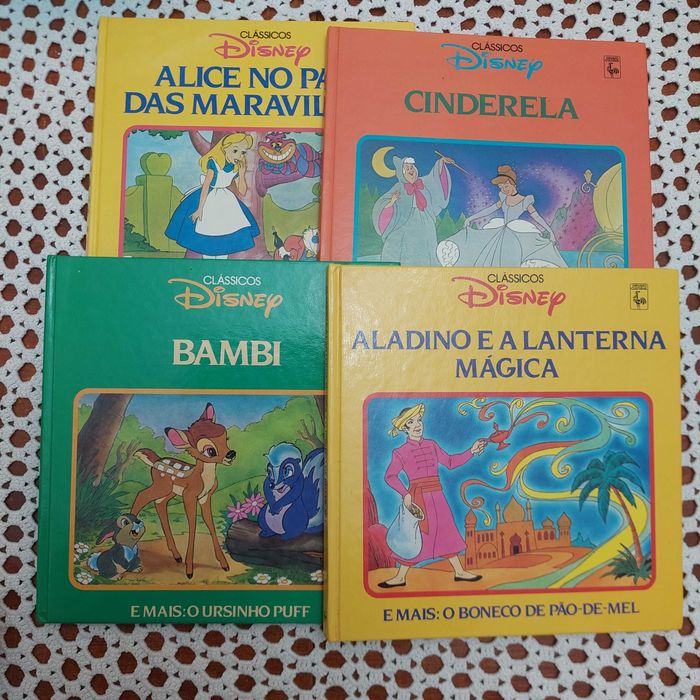 CLÁSSICOS
Disney
ALICE NO PA
DAS MARAVIL
CLÁSSICOS
Disney
CINDERELA
CLÁSSICOS
Disney
BAMBI
E MAIS: O URSINHO PUFF
CLÁSSICOS
Disney
ALADINO E A LANTERNA
MÁGICA
E MAIS: O BONECO DE PÃO-DE-MEL